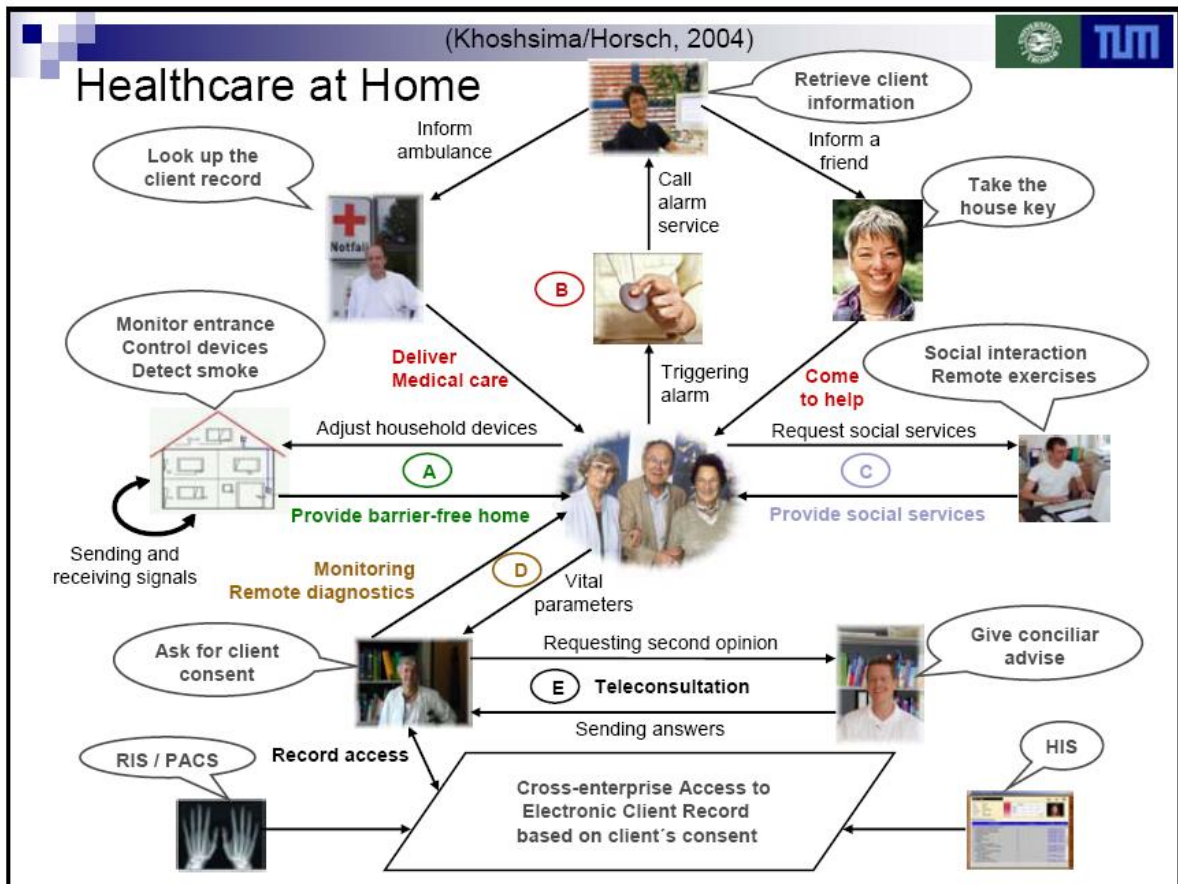 (Khoshsima/Horsch, 2004)
TUM
Healthcare at Home
Retrieve client
information
Inform
ambulance
Inform a
friend
Look up the
client record
Call
alarm
service
Take the
house key
Notfall
B
Monitor entrance
Control devices
Detect smoke
Deliver
Medical care
Triggering
alarm
Come
to help
Social interaction
Remote exercises
Adjust household devices
Request social services
A
C
Provide barrier-free home
Provide social services
Sending and
receiving signals
Monitoring
Remote diagnostics
D
Vital
parameters
Ask for client
consent
Requesting second opinion
Give conciliar
advise
E
Teleconsultation
Sending answers
RIS / PACS
Record access
HIS
Cross-enterprise Access to
Electronic Client Record
based on client´s consent